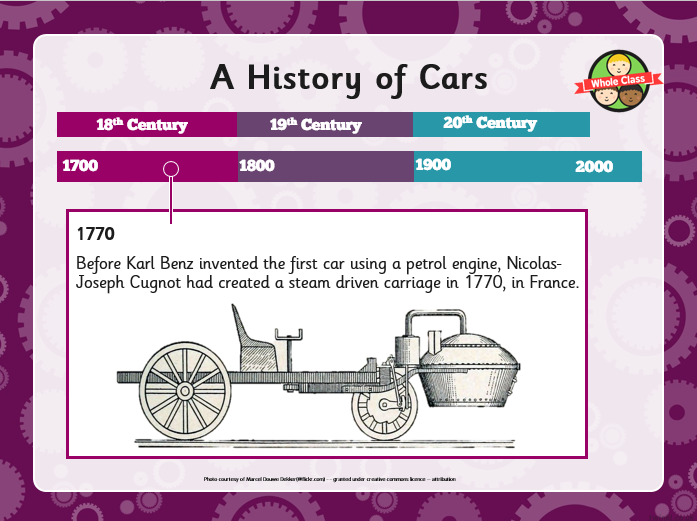 A History of Cars
Whole Class
18th Century 19th Century 20th Century
1700 1800 1900 2000
1770
Before Karl Benz invented the first car using a petrol engine, Nicolas-
Joseph Cugnot had created a steam driven carriage in 1770, in France.
Photo courtesy of Marcel Douwe Dekker(@flickr.com) - - granted under creative commons licence – attribution